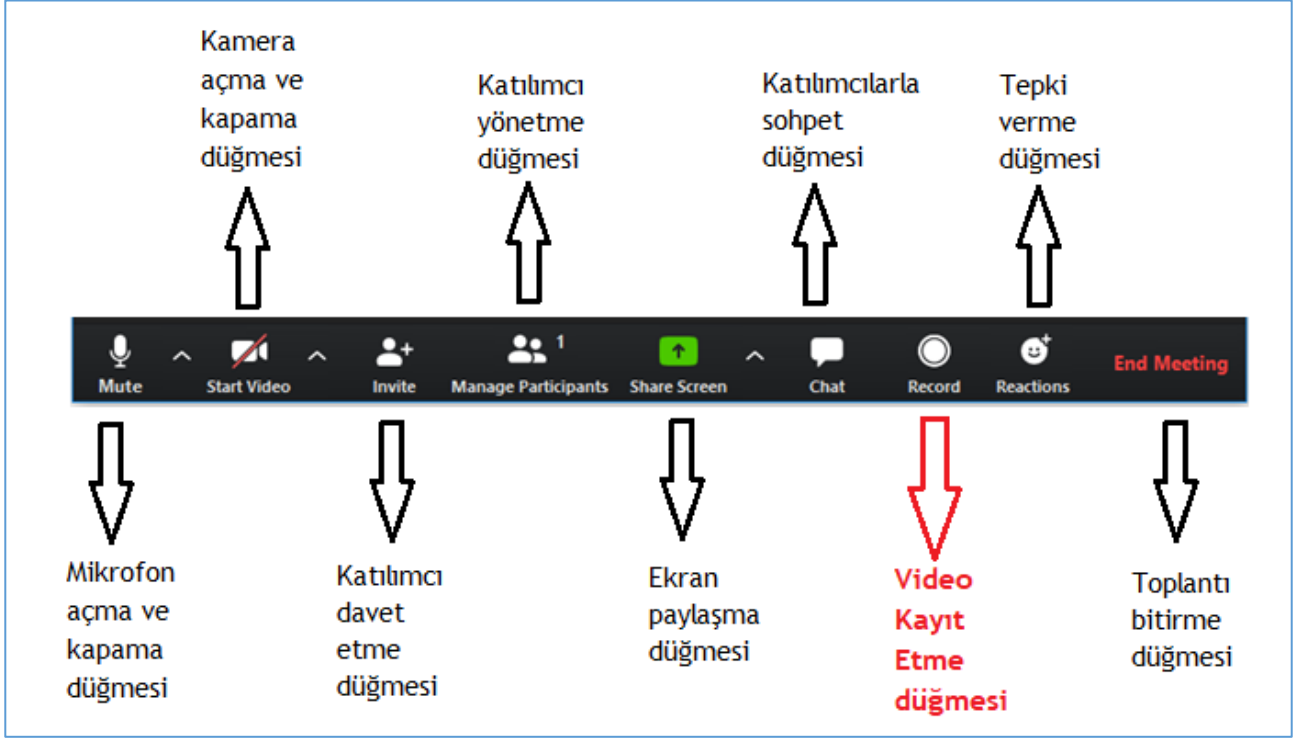 Kamera
açma ve
kapama
düğmesi
Katılımcı
yönetme
düğmesi
Katılımcılarla
sohpet
düğmesi
Tepki
verme
düğmesi
Mute
Start Video
Invite
1
Manage Participants
Share Screen
Chat
Record
Reactions
End Meeting
Mikrofon
açma ve
kapama
düğmesi
Katılımcı
davet
etme
düğmesi
Ekran
paylaşma
düğmesi
Video
Kayıt
Etme
düğmesi
Toplantı
bitirme
düğmesi